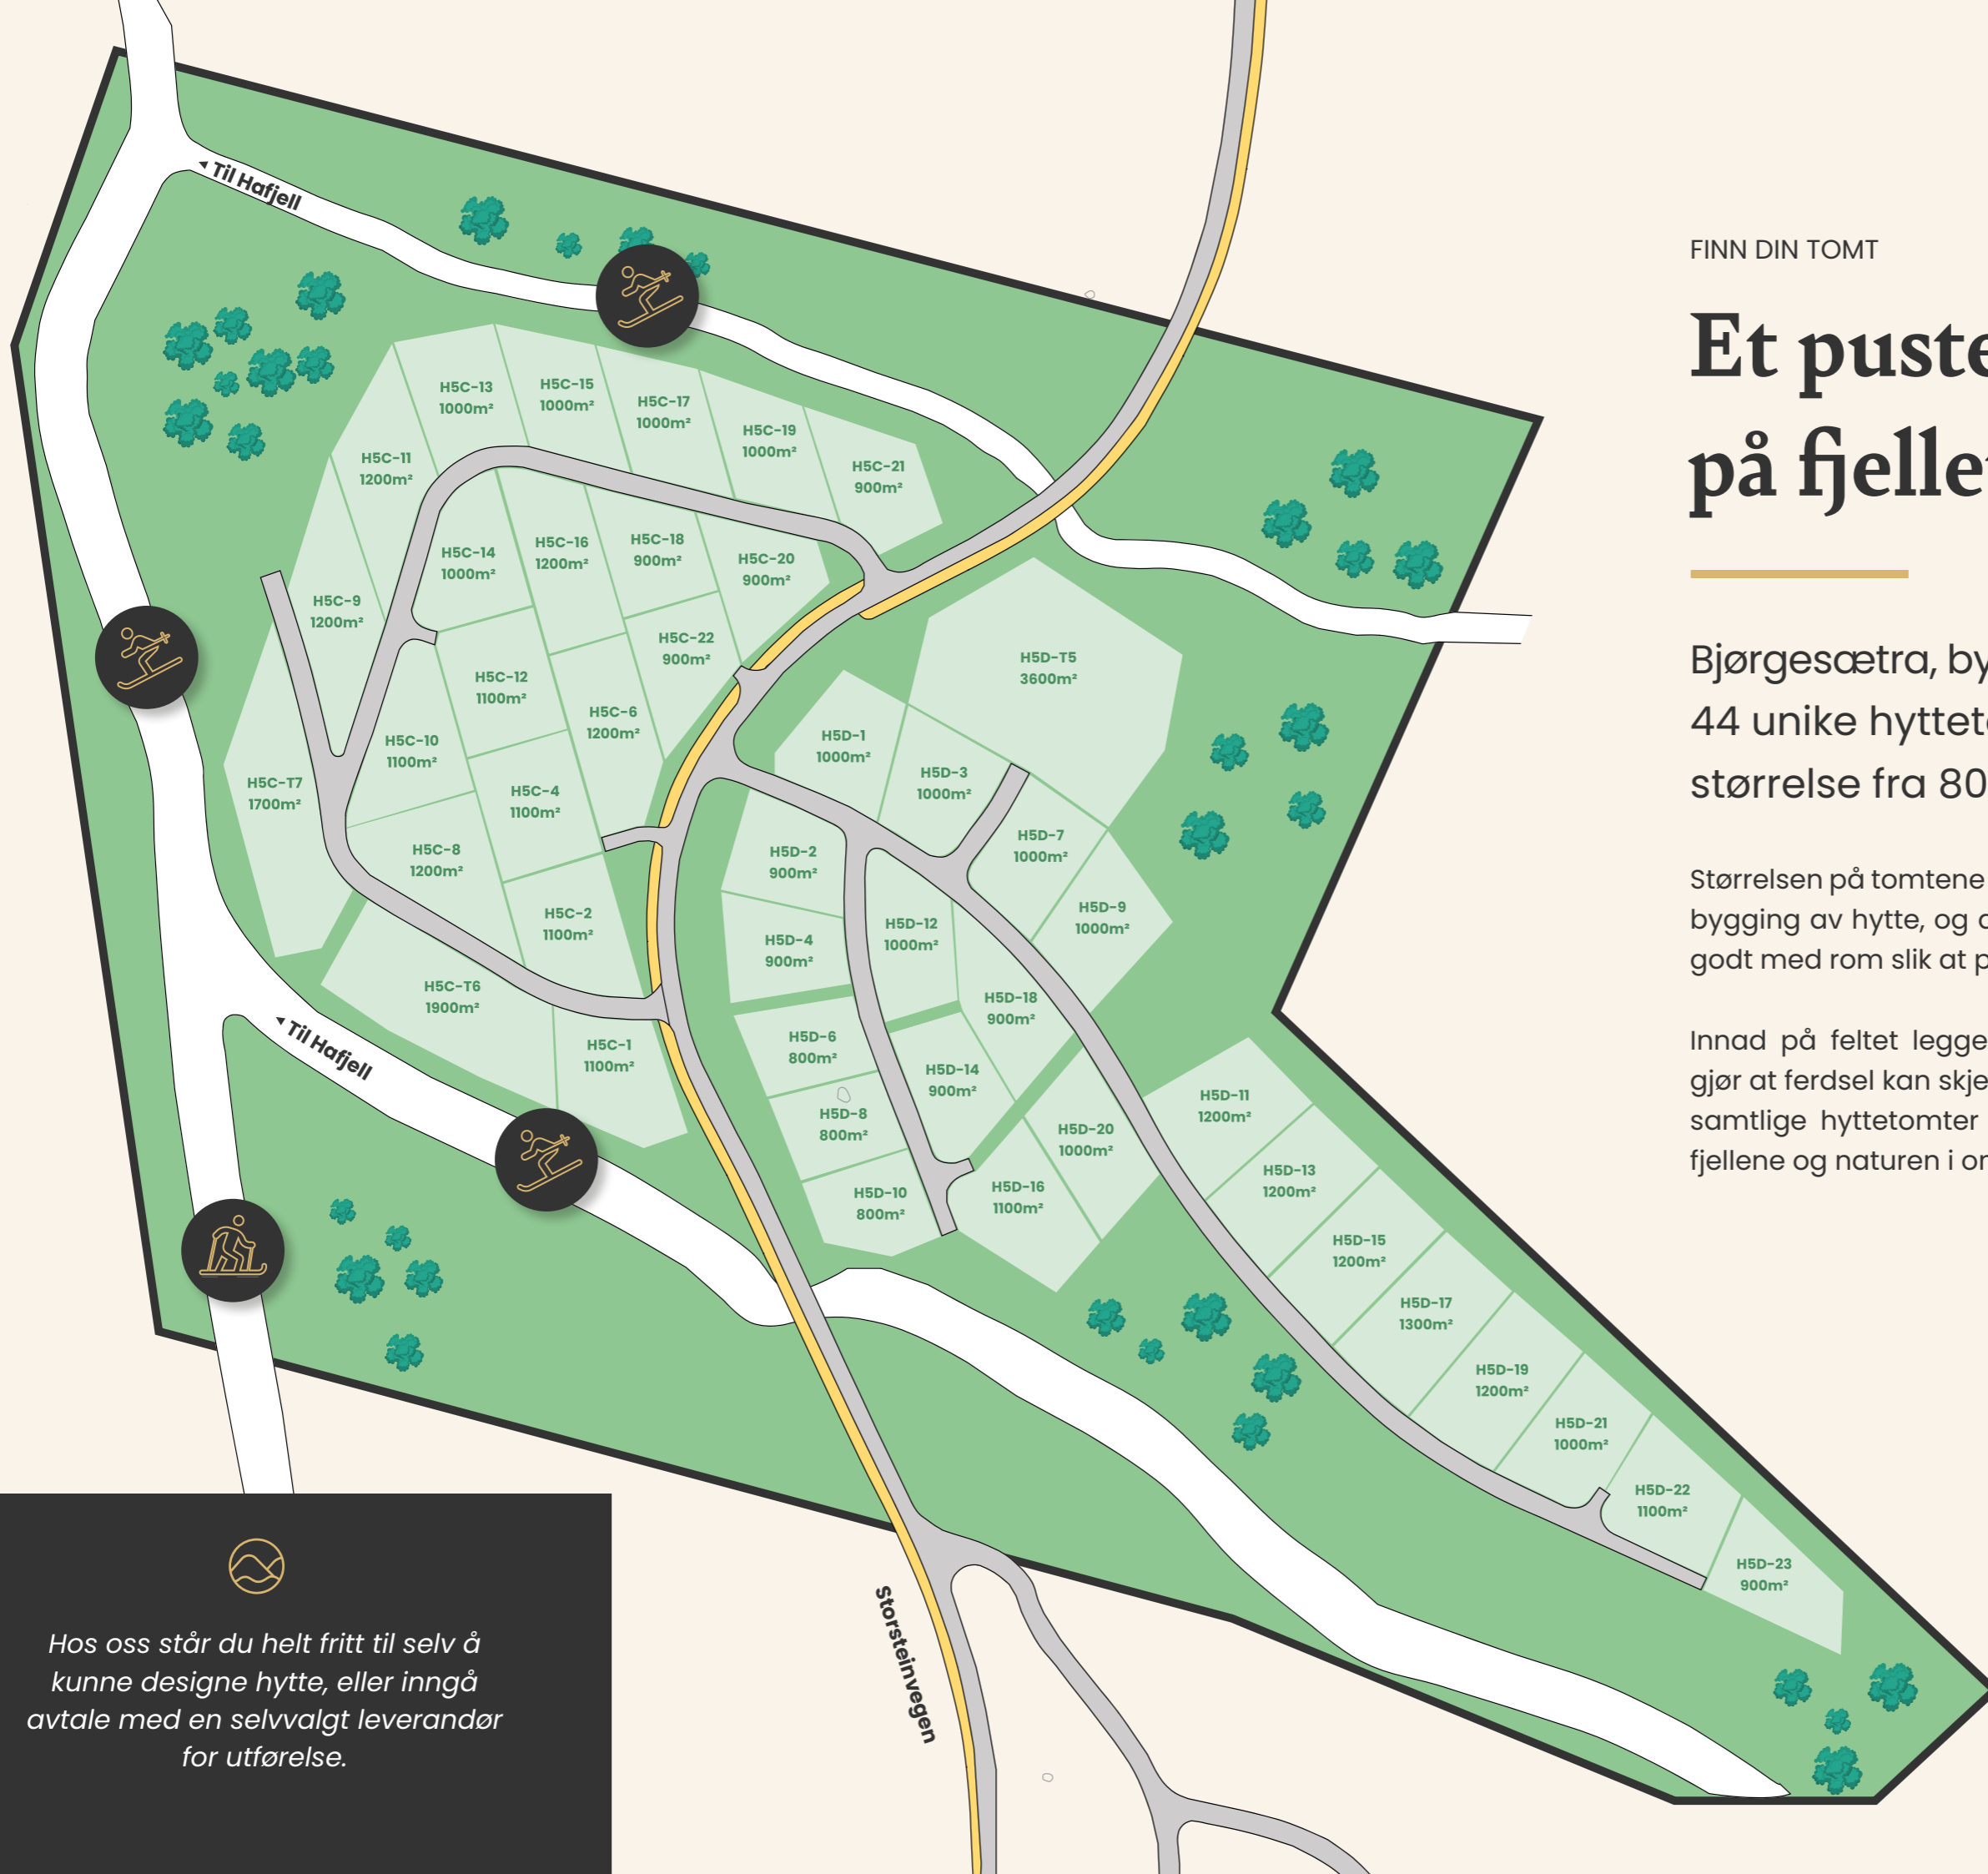 Til Hafjell
H5C-13
1000m²
H5C-15
1000m²
H5C-17
1000m²
H5C-19
1000m²
H5C-21
900m²
H5C-11
1200m²
H5C-14
1000m²
H5C-16
1200m²
H5C-18
900m²
H5C-20
900m²
H5C-9
1200m²
H5C-22
900m²
H5C-12
1100m²
H5C-6
1200m²
H5C-10
1100m²
H5C-T7
1700m²
H5C-4
1100m²
H5C-8
1200m²
H5C-2
1100m²
H5C-T6
1900m²
H5C-1
1100m²
Til Hafjell
H5D-T5
3600m²
H5D-1
1000m²
H5D-3
1000m²
H5D-7
1000m²
H5D-2
900m²
H5D-9
1000m²
H5D-12
1000m²
H5D-4
900m²
H5D-18
900m²
H5D-6
800m²
H5D-14
900m²
H5D-8
800m²
H5D-20
1000m²
H5D-11
1200m²
H5D-13
1200m²
H5D-10
800m²
H5D-16
1100m²
H5D-15
1200m²
H5D-17
1300m²
H5D-19
1200m²
H5D-21
1000m²
H5D-22
1100m²
H5D-23
900m²
Storsteinvegen
FINN DIN TOMT
Et puste
på fjelle
Bjørgesætra, by
44 unike hyttet
størrelse fra 80
Størrelsen på tomtene
bygging av hytte, og
godt med rom slik at p
Innad på feltet legge
gjør at ferdsel kan skje
samtlige hyttetomter
fjellene og naturen i
Hos oss står du helt fritt til selv å
kunne designe hytte, eller inngå
avtale med en selvvalgt leverandør
for utførelse.